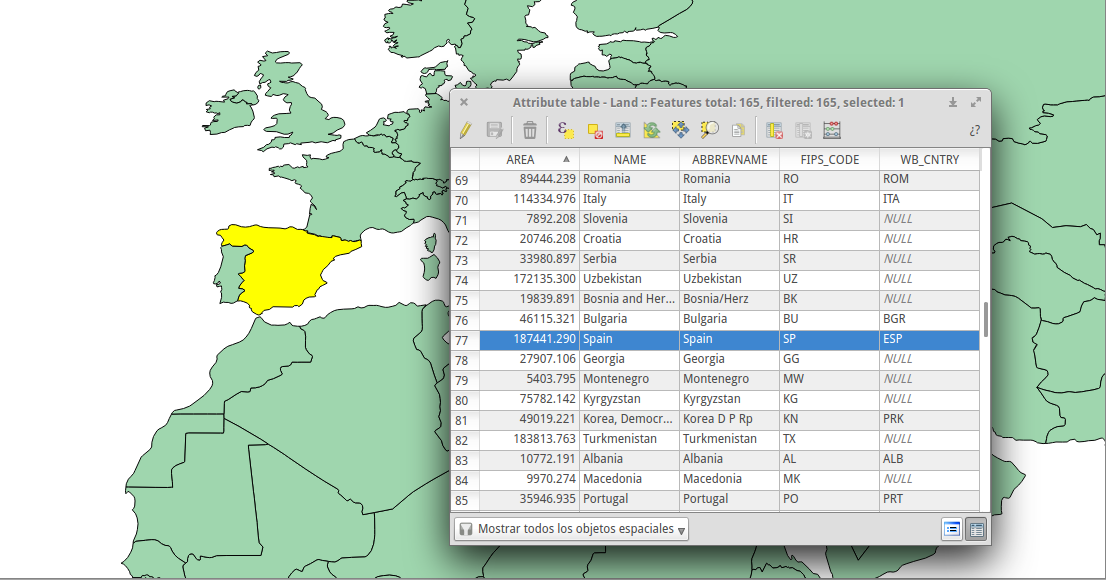 Attribute table - Land :: Features total: 165, filtered: 165, selected: 1
¿?
AREA NAME ABBREVNAME FIPS_CODE WB_CNTRY
69 89444.239 Romania Romania RO ROM
70 114334.976 Italy Italy IT ITA
71 7892.208 Slovenia Slovenia SI NULL
72 20746.208 Croatia Croatia HR NULL
73 33980.897 Serbia Serbia SR NULL
74 172135.300 Uzbekistan Uzbekistan UZ NULL
75 19839.891 Bosnia and Her... Bosnia/Herz BK NULL
76 46115.321 Bulgaria Bulgaria BU BGR
77 187441.290 Spain Spain SP ESP
78 27907.106 Georgia Georgia GG NULL
79 5403.795 Montenegro Montenegro MW NULL
80 75782.142 Kyrgyzstan Kyrgyzstan KG NULL
81 49019.221 Korea, Democr... Korea D P Rp KN PRK
82 183813.763 Turkmenistan Turkmenistan TX NULL
83 10772.191 Albania Albania AL ALB
84 9970.274 Macedonia Macedonia MK NULL
85 35946.935 Portugal Portugal PO PRT
Mostrar todos los objetos espaciales